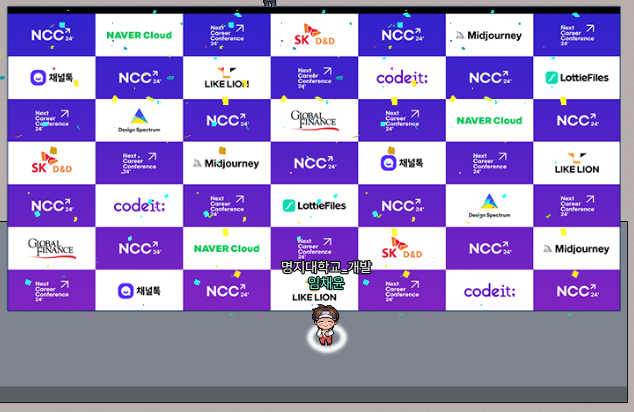 NCC 24'
NAVER Cloud
Next Career Conference 24'
SK D&D
NCC 24'
Midjourney
Next Career Conference 24'
채널톡
NCC 24'
LIKE LION
Next Career Conference 24'
codeit:
NCC 24'
LottieFiles
Next Career Conference 24'
Design Spectrum
NCC 24'
GLOBAL FINANCE
Next Career Conference 24'
NAVER Cloud
NCC 24'
SK D&D
Next Career Conference 24'
Midjourney
NCC 24'
채널톡
Next Career Conference 24'
LIKE LION
NCC 24'
codeit:
Next Career Conference 24'
LottieFiles
NCC 24'
Design Spectrum
Next Career Conference 24'
GLOBAL FINANCE
NCC 24'
NAVER Cloud
Next Career Conference 24'
SK D&D
NCC 24'
Midjourney
명지대학교_개발
임채윤
Next Career Conference 24'
채널톡
NCC 24'
LIKE LION
Next Career Conference 24'
codeit:
NCC 24'